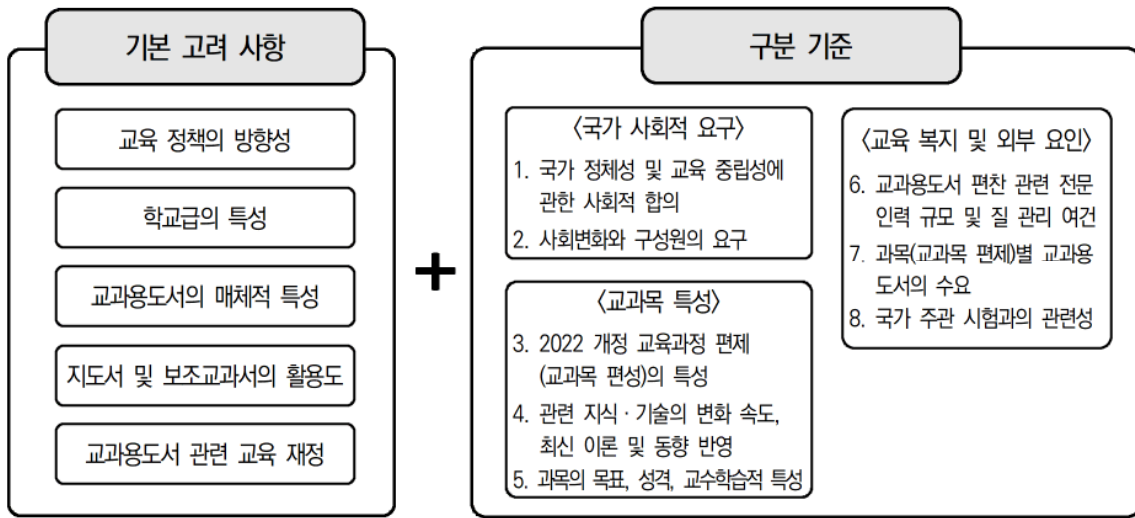 기본 고려 사항
교육 정책의 방향성
학교급의 특성
교과용도서의 매체적 특성
지도서 및 보조교과서의 활용도
교과용도서 관련 교육 재정
+
구분 기준
〈국가 사회적 요구〉
1. 국가 정체성 및 교육 중립성에
관한 사회적 합의
2. 사회변화와 구성원의 요구
〈교과목 특성〉
3. 2022 개정 교육과정 편제
(교과목 편성)의 특성
4. 관련 지식·기술의 변화 속도,
최신 이론 및 동향 반영
5. 과목의 목표, 성격, 교수학습적 특성
〈교육 복지 및 외부 요인〉
6. 교과용도서 편찬 관련 전문
인력 규모 및 질 관리 여건
7. 과목(교과목 편제)별 교과용
도서의 수요
8. 국가 주관 시험과의 관련성